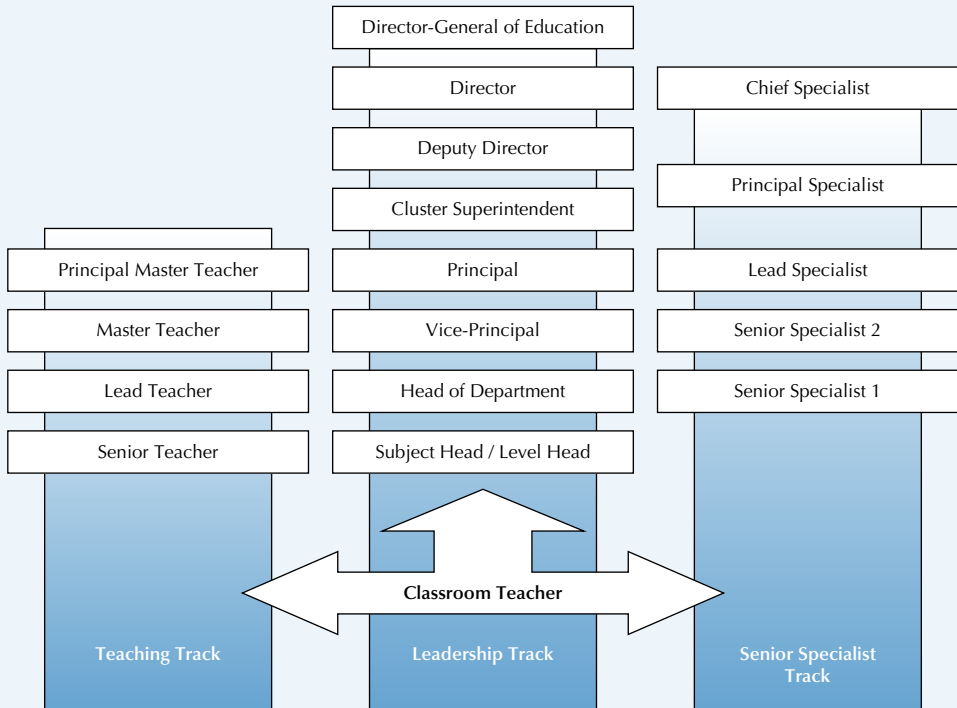 Director-General of Education
Director
Chief Specialist
Deputy Director
Principal Specialist
Cluster Superintendent
Principal Master Teacher
Principal
Lead Specialist
Master Teacher
Vice-Principal
Senior Specialist 2
Lead Teacher
Head of Department
Senior Specialist 1
Senior Teacher
Subject Head / Level Head
Classroom Teacher
Teaching Track
Leadership Track
Senior Specialist
Track